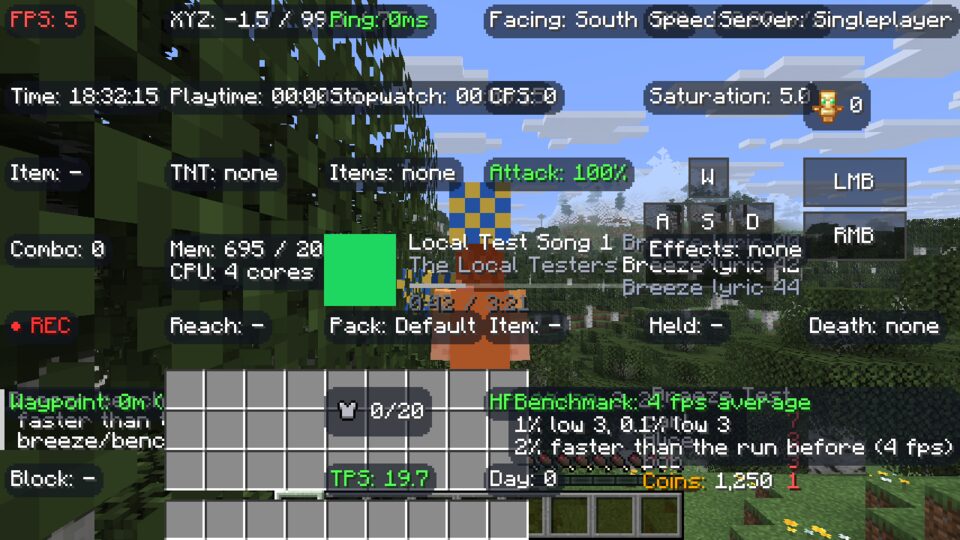 FPS: 5
XYZ: -1.5 / 99
Ping: 0ms
Facing: South
Speed
Server: Singleplayer
Time: 18:32:15
Playtime: 00:0
Stopwatch: 00
CPS: 0
Saturation: 5.0
0
Item: -
TNT: none
Items: none
Attack: 100%
W
LMB
A S D
RMB
Combo: 0
Mem: 695 / 20
CPU: 4 cores
Local Test Song 1
The Local Testers
0:42 / 3:21
Effects: none
Breeze lyric 44
● REC
Reach: -
Pack: Default
Item: -
Held: -
Death: none
Breeze Test
Waypoint: 0m
faster than
breeze/benc
0/20
Benchmark: 4 fps average
1% low 3, 0.1% low 3
2% faster than the run before (4 fps)
Block: -
TPS: 19.7
Day: 0
Coins: 1,250
1